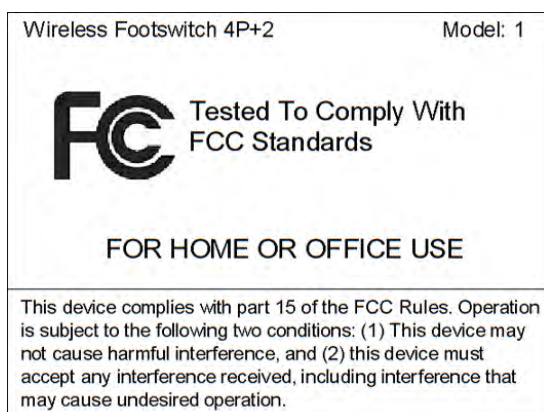 Wireless Footswitch 4P+2 Model: 1
FC Tested To Comply With
FCC Standards
FOR HOME OR OFFICE USE
This device complies with part 15 of the FCC Rules. Operation
is subject to the following two conditions: (1) This device may
not cause harmful interference, and (2) this device must
accept any interference received, including interference that
may cause undesired operation.